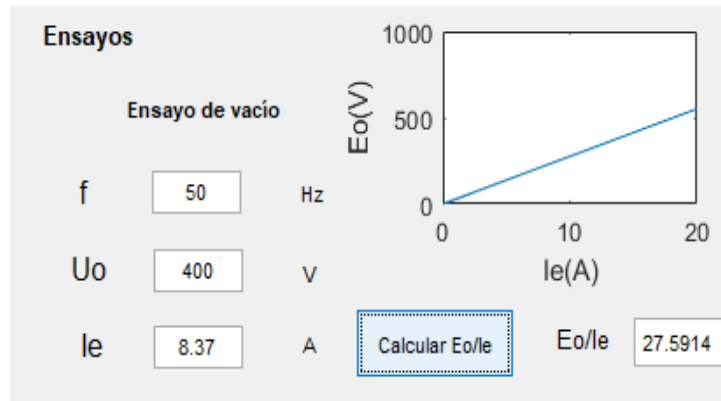 Ensayos
Ensayo de vacio
f 50 Hz
Uo 400 V
Ie 8.37 A
Eo(V)
1000
500
0
0 10 20
Ie(A)
Calcular Eo/Ie
Eo/Ie 27.5914